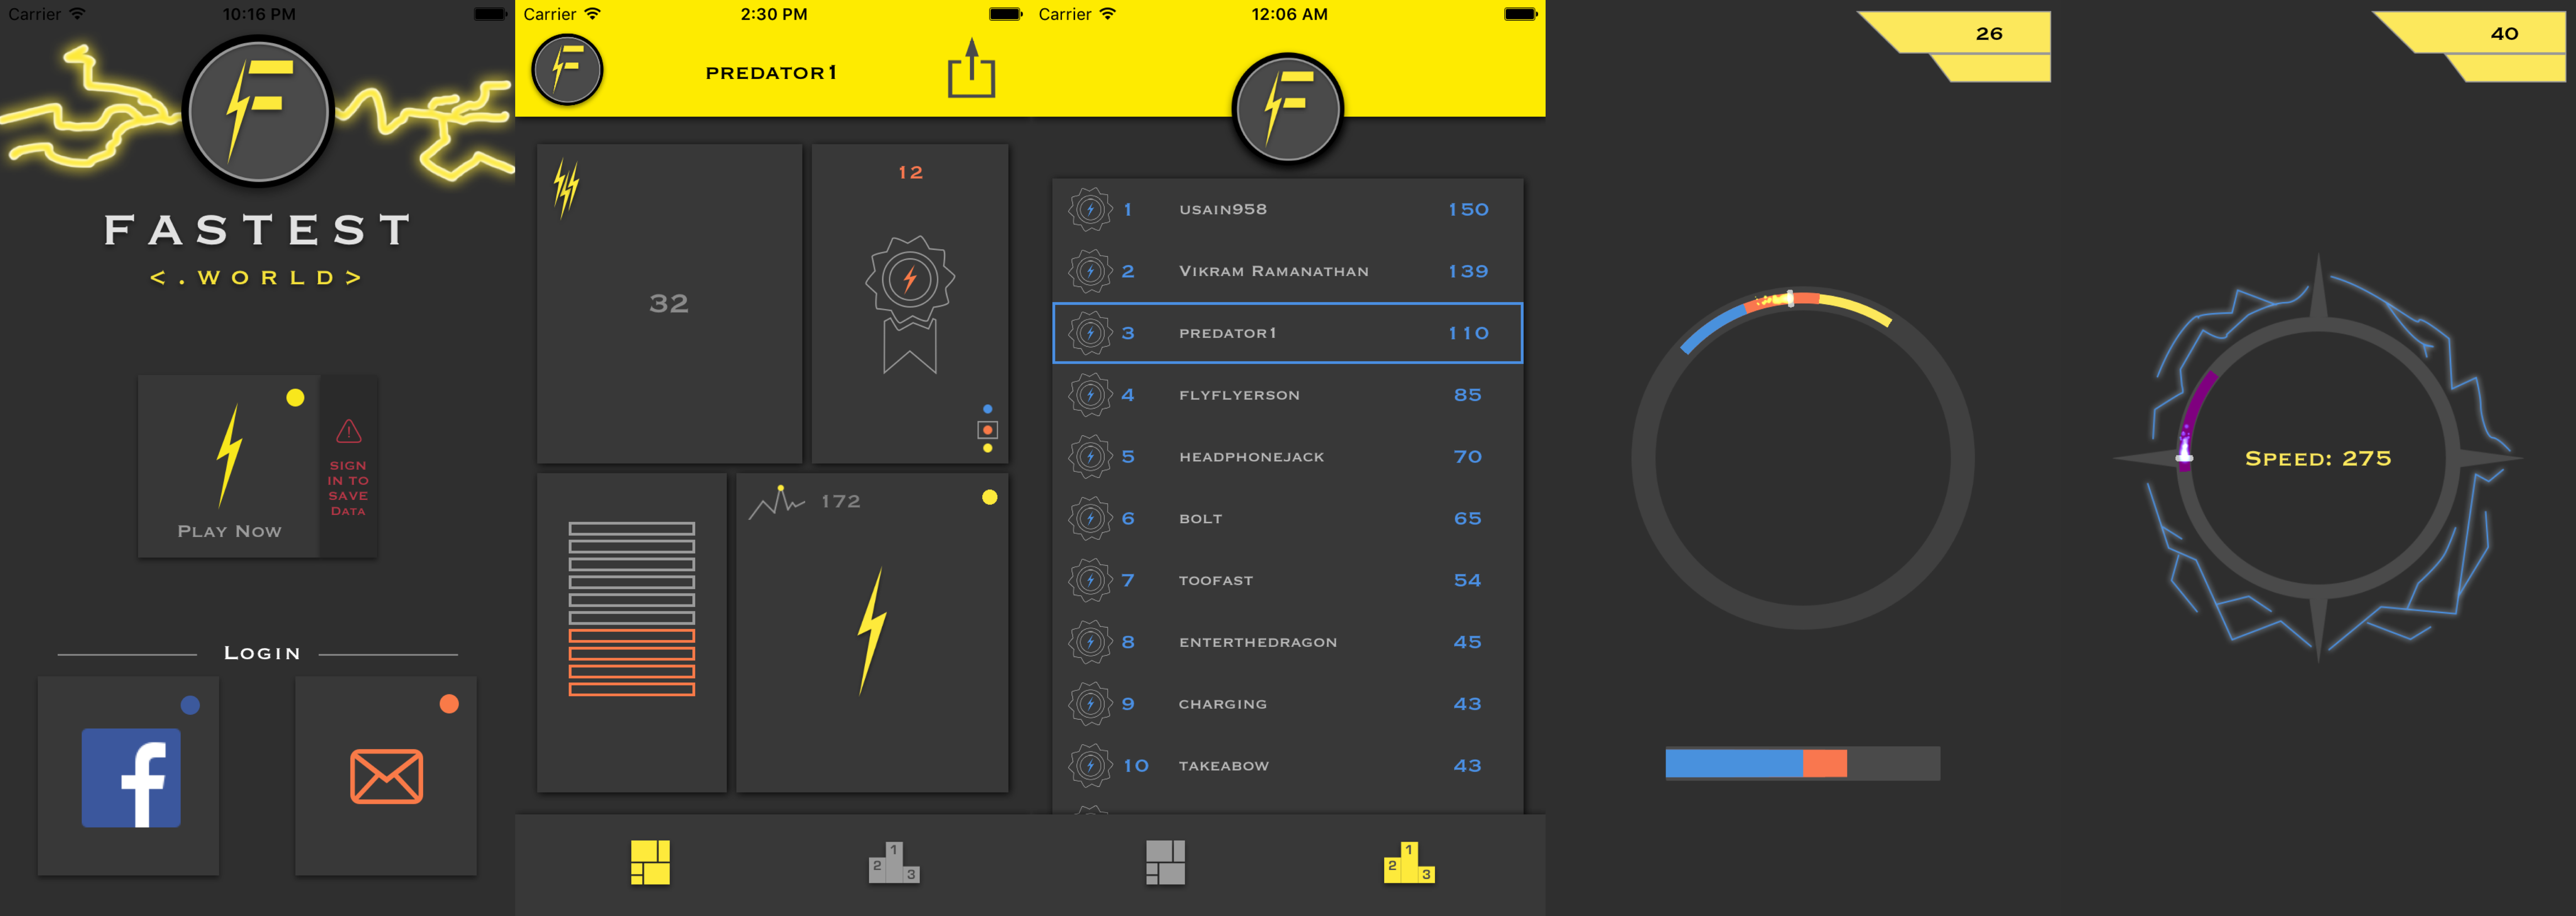 Carrier 10:16 PM
F
FASTEST
<.WORLD>
Play Now
SIGN
IN TO
SAVE
DATA
Login
f
Carrier 2:30 PM
F
PREDATOR1
32
12
172
1
2
3
Carrier 12:06 AM
F
1 USAIN958 150
2 Vikram Ramanathan 139
3 PREDATOR1 110
4 FLYFLYERSON 85
5 HEADPHONEJACK 70
6 BOLT 65
7 TOOFAST 54
8 ENTERTHEDRAGON 45
9 CHARGING 43
10 TAKEABOW 43
1
2
3
26
40
Speed: 275